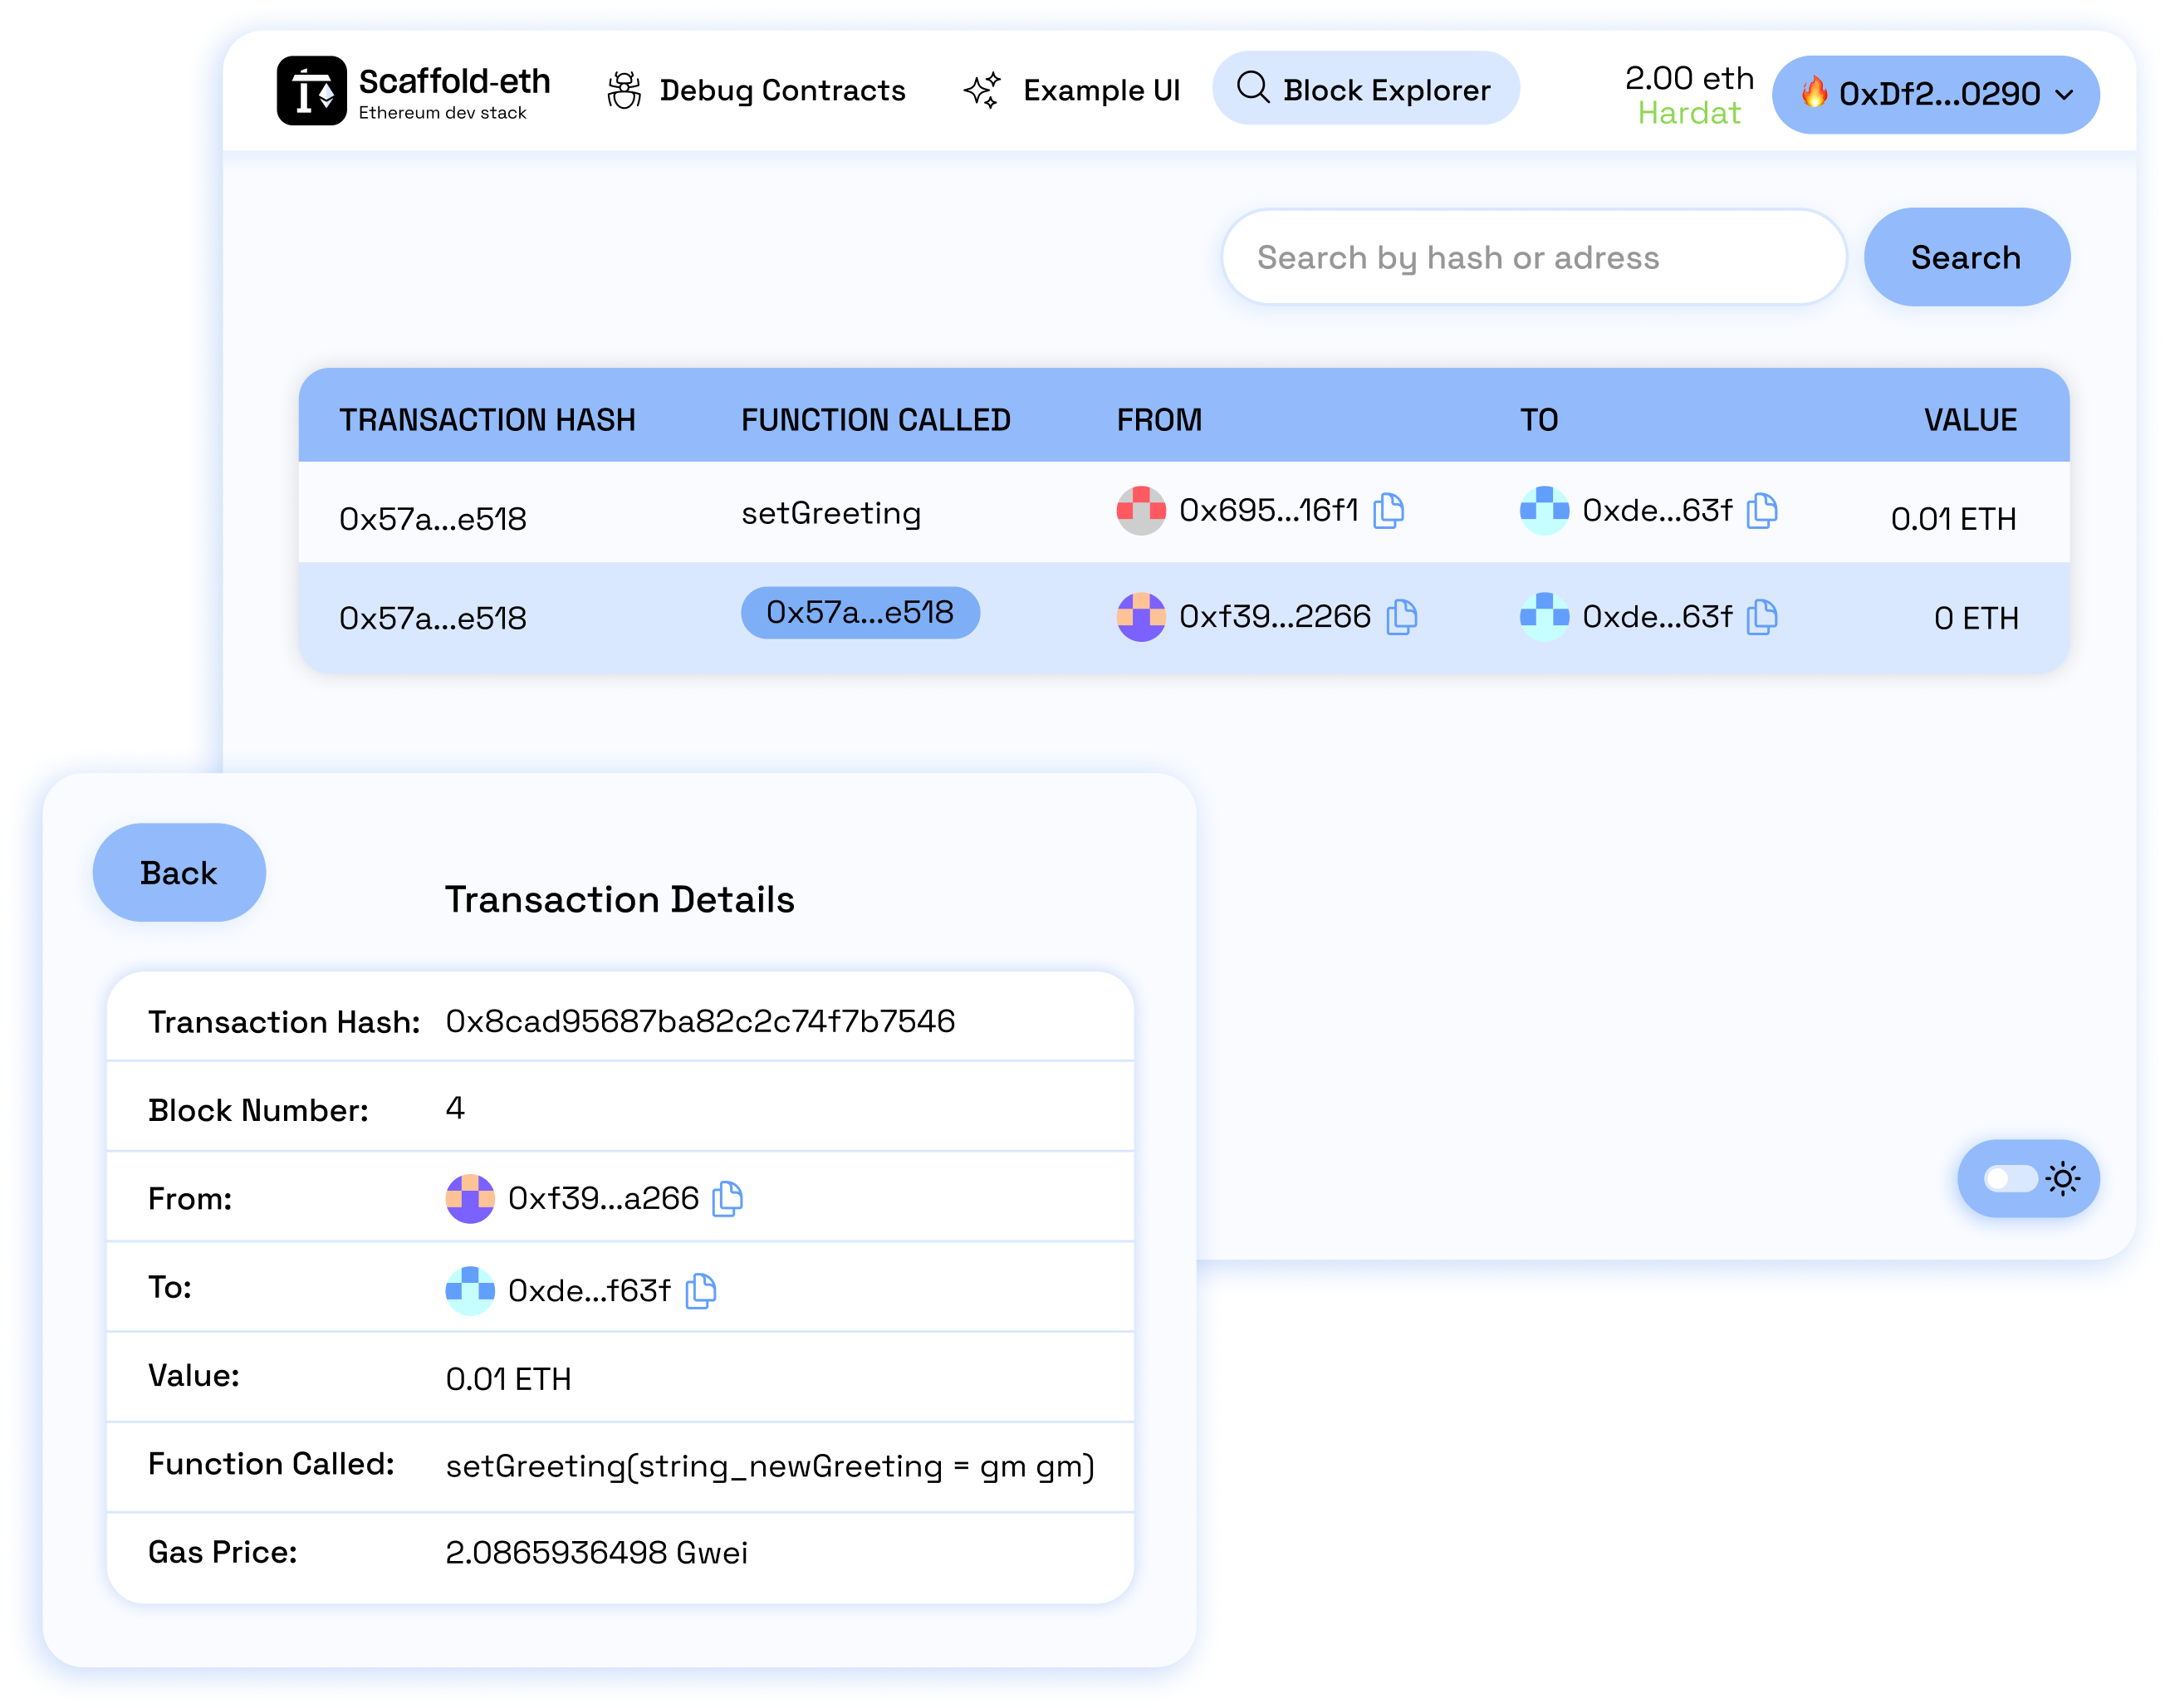 Scaffold-eth
Ethereum dev stack
Debug Contracts
Example UI
Block Explorer
2.00 eth
Hardat
0xDf2...0290
Search by hash or adress
Search
TRANSACTION HASH FUNCTION CALLED FROM TO VALUE
0x57a...e518 setGreeting 0x695...16f1 0xde...63f 0.01 ETH
0x57a...e518 0x57a...e518 0xf39...2266 0xde...63f 0 ETH
Back
Transaction Details
Transaction Hash: 0x8cad95687ba82c2c74f7b7546
Block Number: 4
From: 0xf39...a266
To: 0xde...f63f
Value: 0.01 ETH
Function Called: setGreeting(string_newGreeting = gm gm)
Gas Price: 2.0865936498 Gwei